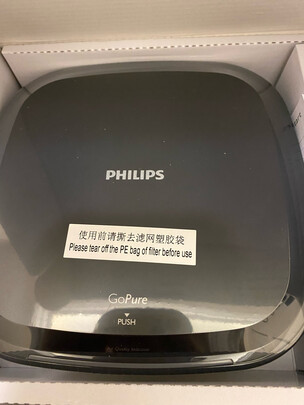 PHILIPS
使用前请撕去滤网塑胶袋
Please tear off the PE bag of filter before use
GoPure
PUSH